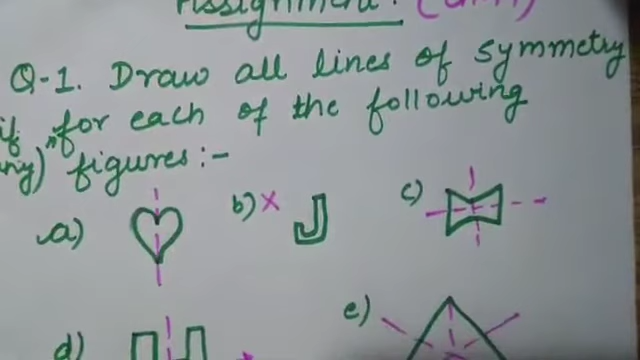 Assignment:
Q-1. Draw all lines of symmetry
if for each of the following
any) figures:-
a) b) x c)
d) e)